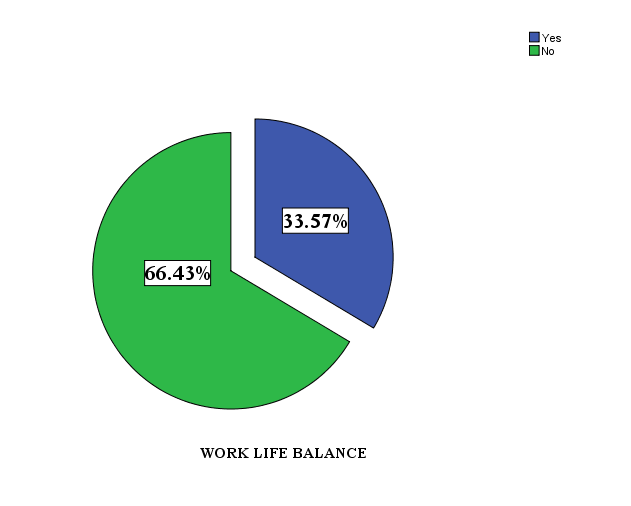 Yes
No
33.57%
66.43%
WORK LIFE BALANCE